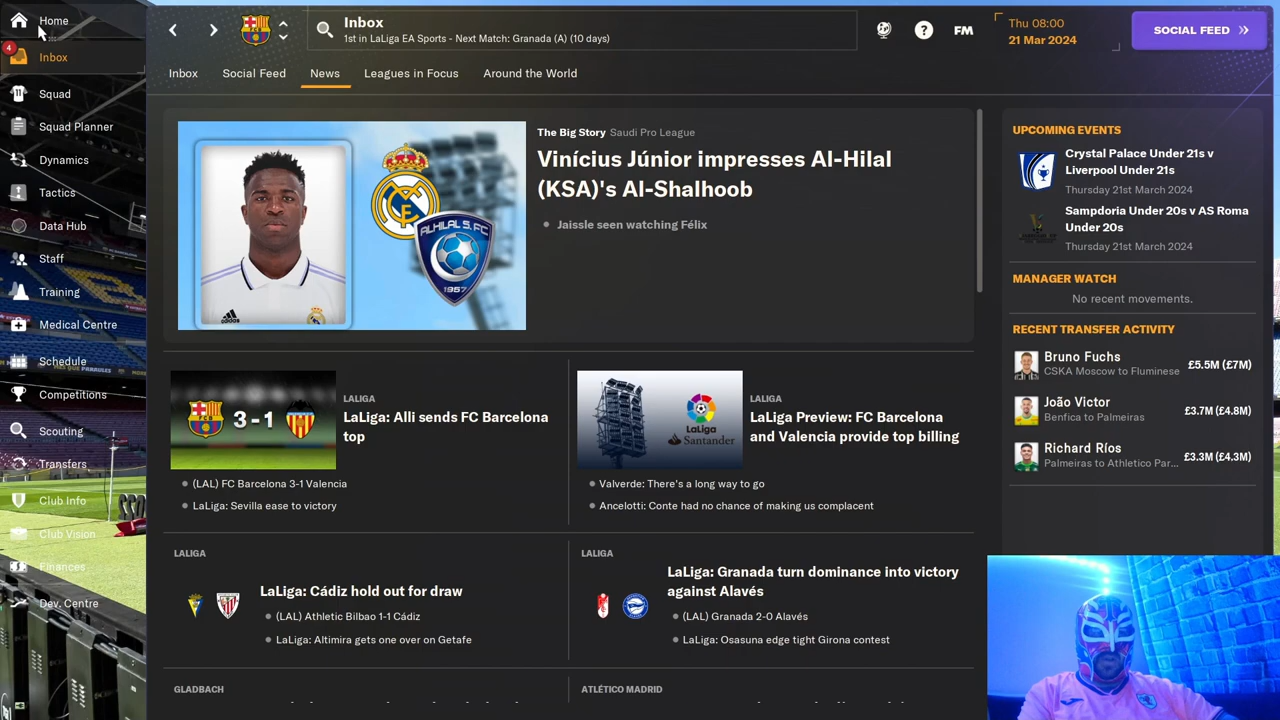 Home
4
Inbox
Squad
Squad Planner
Dynamics
Tactics
Data Hub
Staff
Training
Medical Centre
Schedule
Competitions
Scouting
Transfers
Club Info
Club Vision
Finances
Dev. Centre
Inbox
1st in LaLiga EA Sports - Next Match: Granada (A) (10 days)
?
FM
Thu 08:00
21 Mar 2024
SOCIAL FEED
Inbox
Social Feed
News
Leagues in Focus
Around the World
The Big Story Saudi Pro League
Vinícius Júnior impresses Al-Hilal
(KSA)'s Al-Shalhoob
Jaissle seen watching Félix
3-1
LALIGA
LaLiga: Alli sends FC Barcelona
top
(LAL) FC Barcelona 3-1 Valencia
LaLiga: Sevilla ease to victory
LaLiga
Santander
LALIGA
LaLiga Preview: FC Barcelona
and Valencia provide top billing
Valverde: There's a long way to go
Ancelotti: Conte had no chance of making us complacent
LALIGA
LaLiga: Cádiz hold out for draw
(LAL) Athletic Bilbao 1-1 Cádiz
LaLiga: Altimira gets one over on Getafe
LALIGA
LaLiga: Granada turn dominance into victory
against Alavés
(LAL) Granada 2-0 Alavés
LaLiga: Osasuna edge tight Girona contest
GLADBACH
ATLÉTICO MADRID
UPCOMING EVENTS
Crystal Palace Under 21s v
Liverpool Under 21s
Thursday 21st March 2024
Sampdoria Under 20s v AS Roma
Under 20s
Thursday 21st March 2024
MANAGER WATCH
No recent movements.
RECENT TRANSFER ACTIVITY
Bruno Fuchs
CSKA Moscow to Fluminese
£5.5M (£7M)
João Victor
Benfica to Palmeiras
£3.7M (£4.8M)
Richard Ríos
Palmeiras to Athletico Par...
£3.3M (£4.3M)